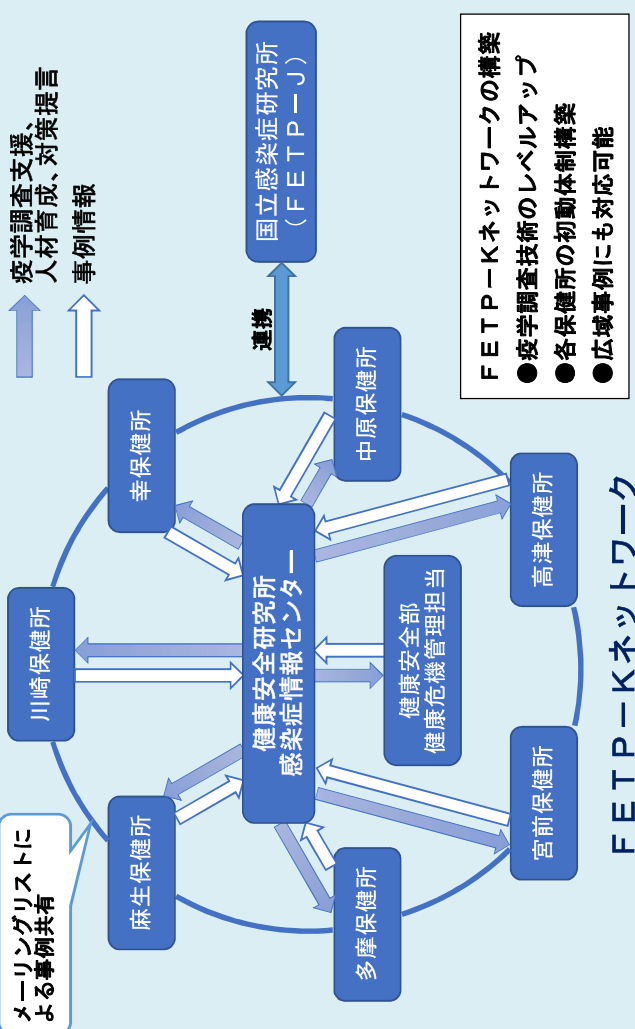 メーリングリストに
よる事例共有
疫学調査支援、
人材育成、対策提言
事例情報
川崎保健所
麻生保健所
幸保健所
健康安全研究所
感染症情報センター
連携
国立感染症研究所
（ＦＥＴＰ－Ｊ）
多摩保健所
健康安全部
健康危機管理担当
中原保健所
宮前保健所
高津保健所
ＦＥＴＰ－Ｋネットワークの構築
●疫学調査技術のレベルアップ
●各保健所の初動体制構築
●広域事例にも対応可能
ＦＥＴＰ－Ｋネットワーク